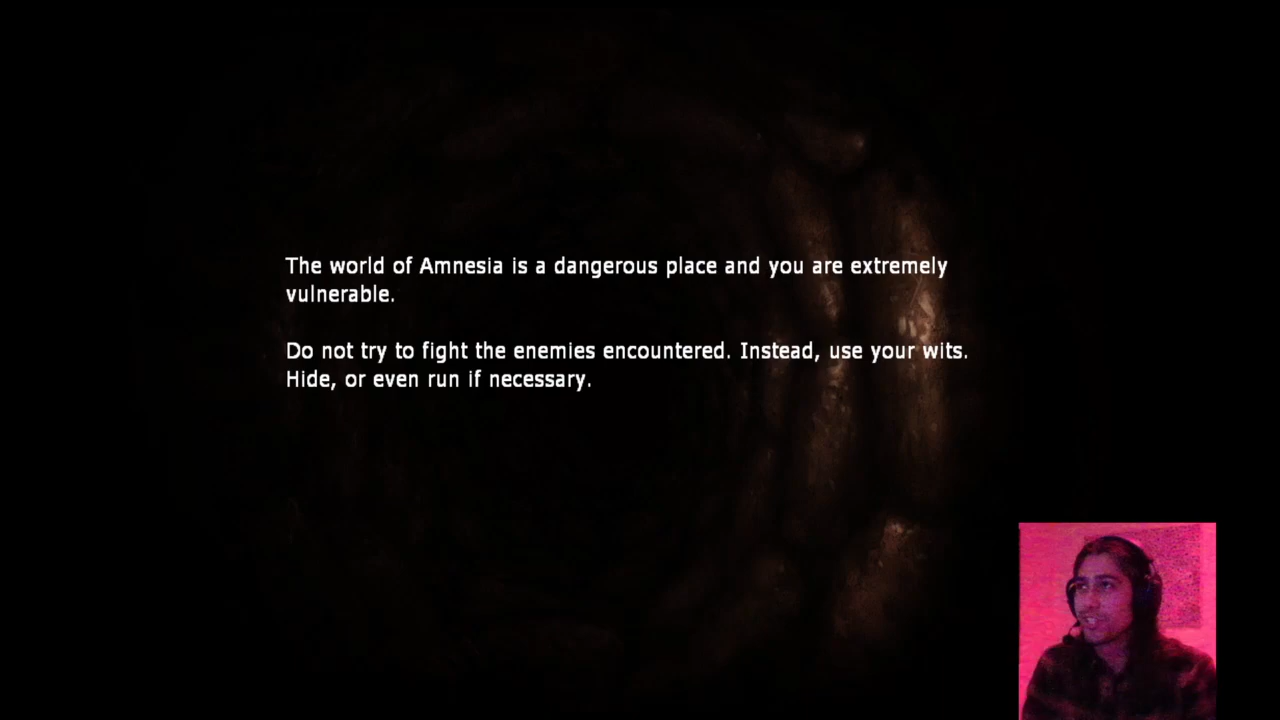 The world of Amnesia is a dangerous place and you are extremely
vulnerable.
Do not try to fight the enemies encountered. Instead, use your wits.
Hide, or even run if necessary.